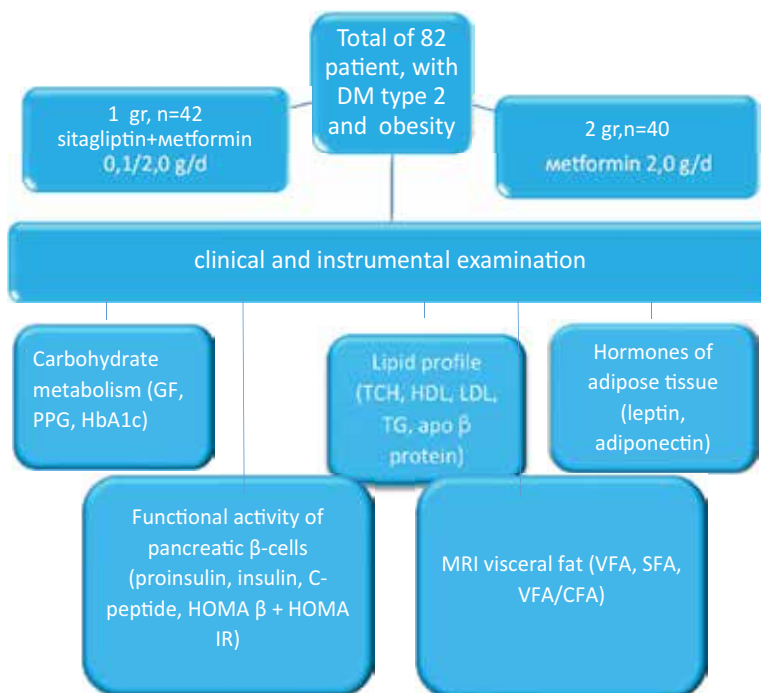 Total of 82
patient, with
DM type 2
and obesity
1 gr, n=42
sitagliptin+мetformin
0,1/2,0 g/d
2 gr,n=40
мetformin 2,0 g/d
clinical and instrumental examination
Carbohydrate
metabolism (GF,
PPG, HbA1c)
Lipid profile
(TCH, HDL, LDL,
TG, apo β
protein)
Hormones of
adipose tissue
(leptin,
adiponectin)
Functional activity of
pancreatic β-cells
(proinsulin, insulin, C-
peptide, HOMA β + HOMA
IR)
MRI visceral fat (VFA, SFA,
VFA/CFA)